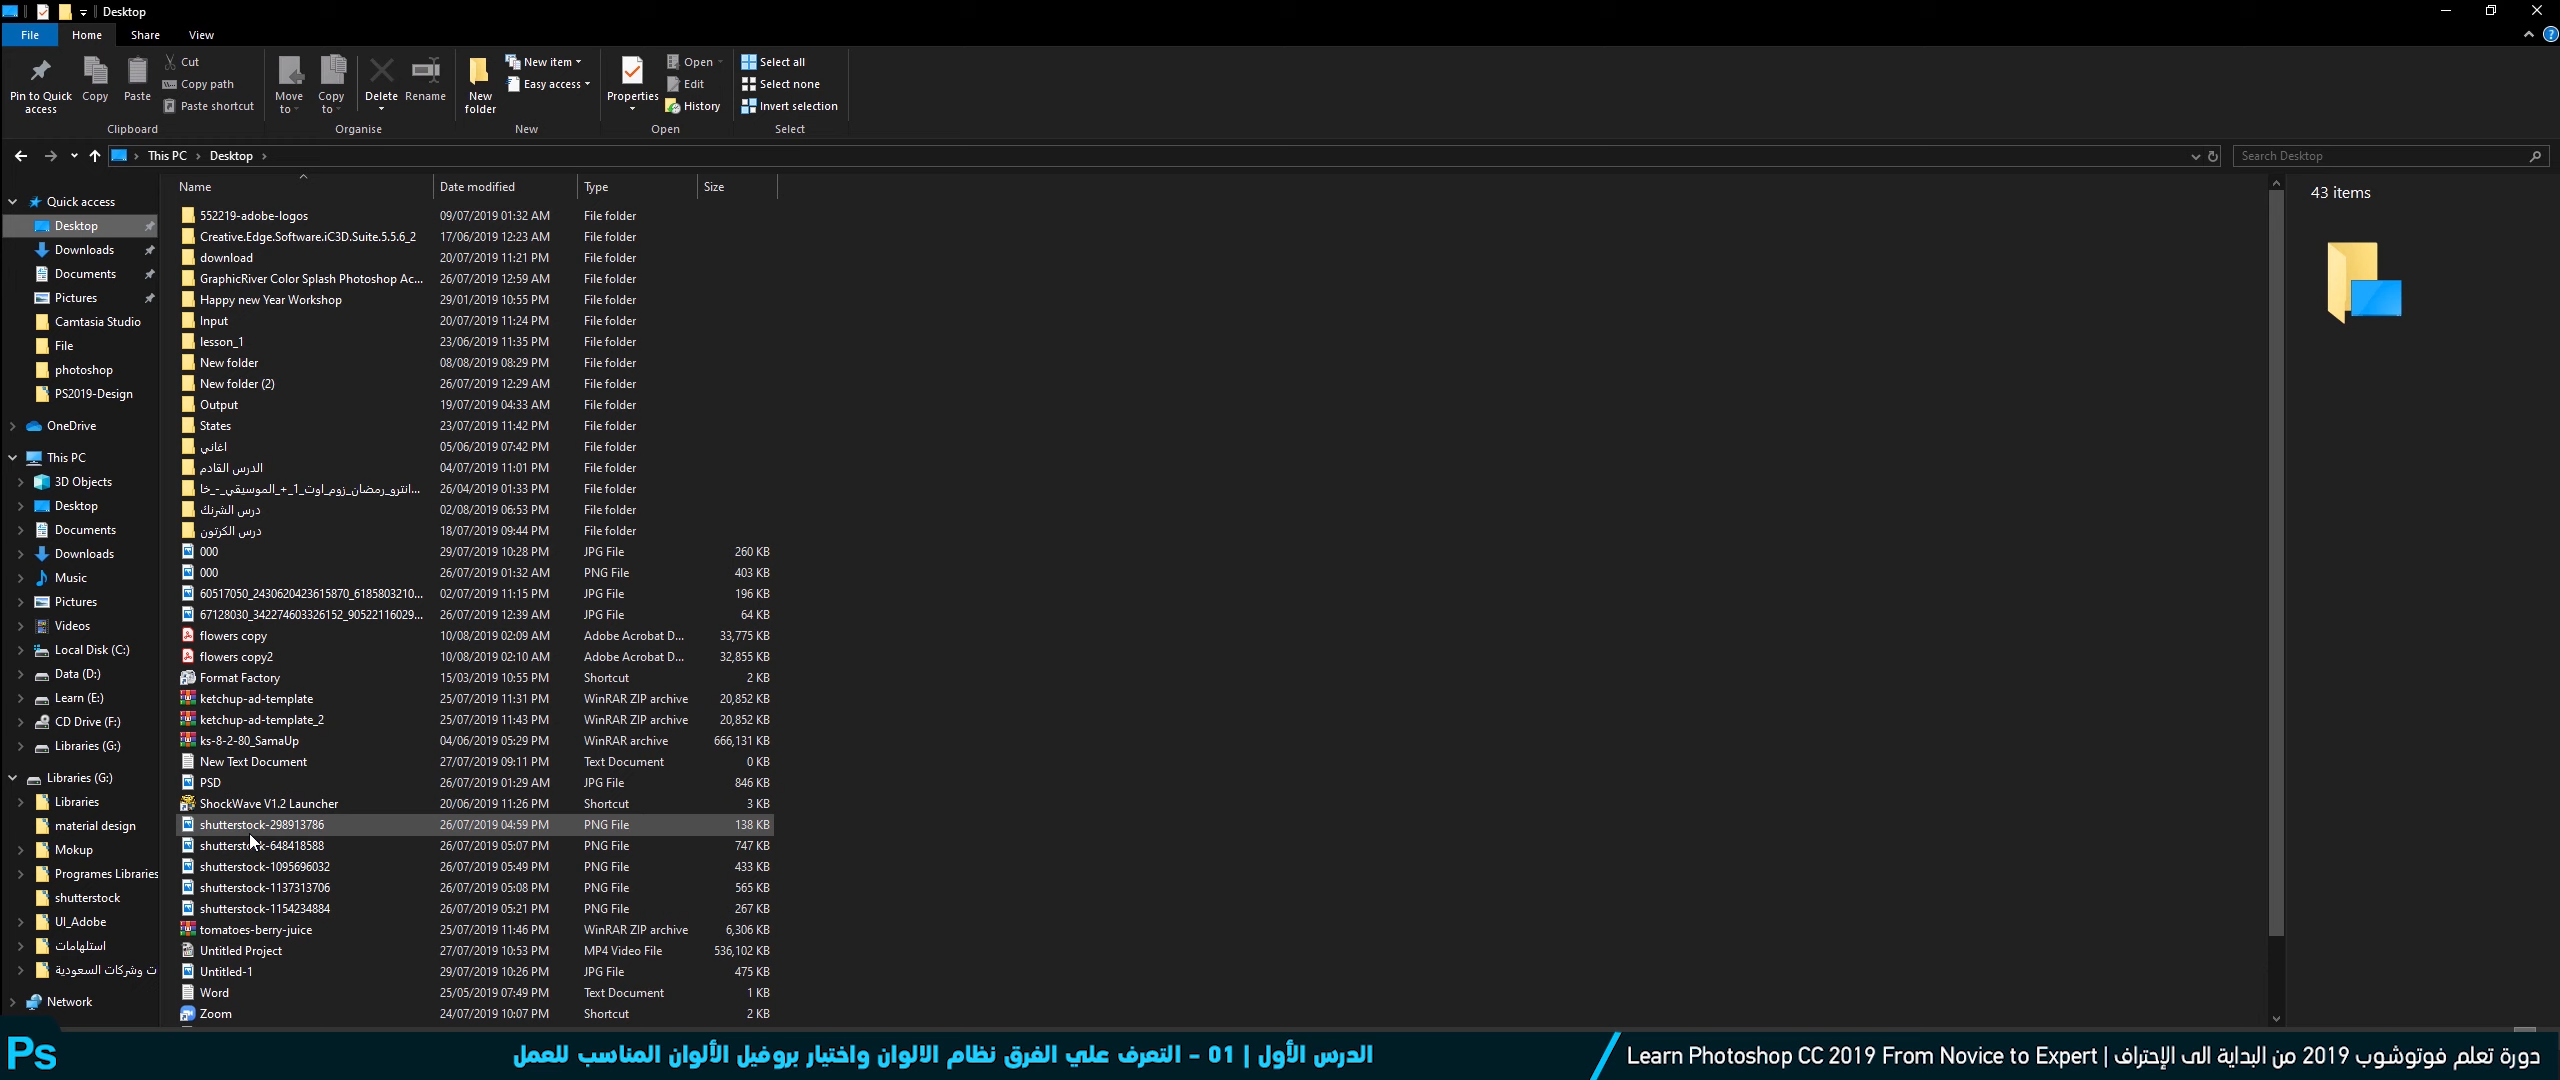 Desktop
File
Home
Share
View
Pin to Quick access
Copy
Paste
Cut
Copy path
Paste shortcut
Clipboard
Move to
Copy to
Delete
Rename
Organise
New folder
New item
Easy access
New
Properties
Open
Edit
History
Open
Select all
Select none
Invert selection
Select
This PC > Desktop >
Search Desktop
Quick access
Desktop
Downloads
Documents
Pictures
Camtasia Studio
File
photoshop
PS2019-Design
OneDrive
This PC
3D Objects
Desktop
Documents
Downloads
Music
Pictures
Videos
Local Disk (C:)
Data (D:)
Learn (E:)
CD Drive (F:)
Libraries (G:)
Libraries (G:)
Libraries
material design
Mokup
Programes Libraries
shutterstock
UI_Adobe
استلهامات
ت وشركات السعودية
Network
Name Date modified Type Size
552219-adobe-logos 09/07/2019 01:32 AM File folder
Creative.Edge.Software.iC3D.Suite.5.5.6_2 17/06/2019 12:23 AM File folder
download 20/07/2019 11:21 PM File folder
GraphicRiver Color Splash Photoshop Ac... 26/07/2019 12:59 AM File folder
Happy new Year Workshop 29/01/2019 10:55 PM File folder
Input 20/07/2019 11:24 PM File folder
lesson_1 23/06/2019 11:35 PM File folder
New folder 08/08/2019 08:29 PM File folder
New folder (2) 26/07/2019 12:29 AM File folder
Output 19/07/2019 04:33 AM File folder
States 23/07/2019 11:42 PM File folder
اغاني 05/06/2019 07:42 PM File folder
الدرس القادم 04/07/2019 11:01 PM File folder
انترو_رمضان_زوم_اوت_1_+_الموسيقي_-_خا... 26/04/2019 01:33 PM File folder
درس الشرنك 02/08/2019 06:53 PM File folder
درس الكرتون 18/07/2019 09:44 PM File folder
000 29/07/2019 10:28 PM JPG File 260 KB
000 26/07/2019 01:32 AM PNG File 403 KB
60517050_2430620423615870_6185803210... 02/07/2019 11:15 PM JPG File 196 KB
67128030_342274603326152_90522116029... 26/07/2019 12:39 AM JPG File 64 KB
flowers copy 10/08/2019 02:09 AM Adobe Acrobat D... 33,775 KB
flowers copy2 10/08/2019 02:10 AM Adobe Acrobat D... 32,855 KB
Format Factory 15/03/2019 10:55 PM Shortcut 2 KB
ketchup-ad-template 25/07/2019 11:31 PM WinRAR ZIP archive 20,852 KB
ketchup-ad-template_2 25/07/2019 11:43 PM WinRAR ZIP archive 20,852 KB
ks-8-2-80_SamaUp 04/06/2019 05:29 PM WinRAR archive 666,131 KB
New Text Document 27/07/2019 09:11 PM Text Document 0 KB
PSD 26/07/2019 01:29 AM JPG File 846 KB
ShockWave V1.2 Launcher 20/06/2019 11:26 PM Shortcut 3 KB
shutterstock-298913786 26/07/2019 04:59 PM PNG File 138 KB
shutterstock-648418588 26/07/2019 05:07 PM PNG File 747 KB
shutterstock-1095696032 26/07/2019 05:49 PM PNG File 433 KB
shutterstock-1137313706 26/07/2019 05:08 PM PNG File 565 KB
shutterstock-1154234884 26/07/2019 05:21 PM PNG File 267 KB
tomatoes-berry-juice 25/07/2019 11:46 PM WinRAR ZIP archive 6,306 KB
Untitled Project 27/07/2019 10:53 PM MP4 Video File 536,102 KB
Untitled-1 29/07/2019 10:26 PM JPG File 475 KB
Word 25/05/2019 07:49 PM Text Document 1 KB
Zoom 24/07/2019 10:07 PM Shortcut 2 KB
43 items
Ps
الدرس الأول | 01 - التعرف علي الفرق نظام الالوان واختيار بروفيل الألوان المناسب للعمل
دورة تعلم فوتوشوب 2019 من البداية الى الإحتراف | Learn Photoshop CC 2019 From Novice to Expert